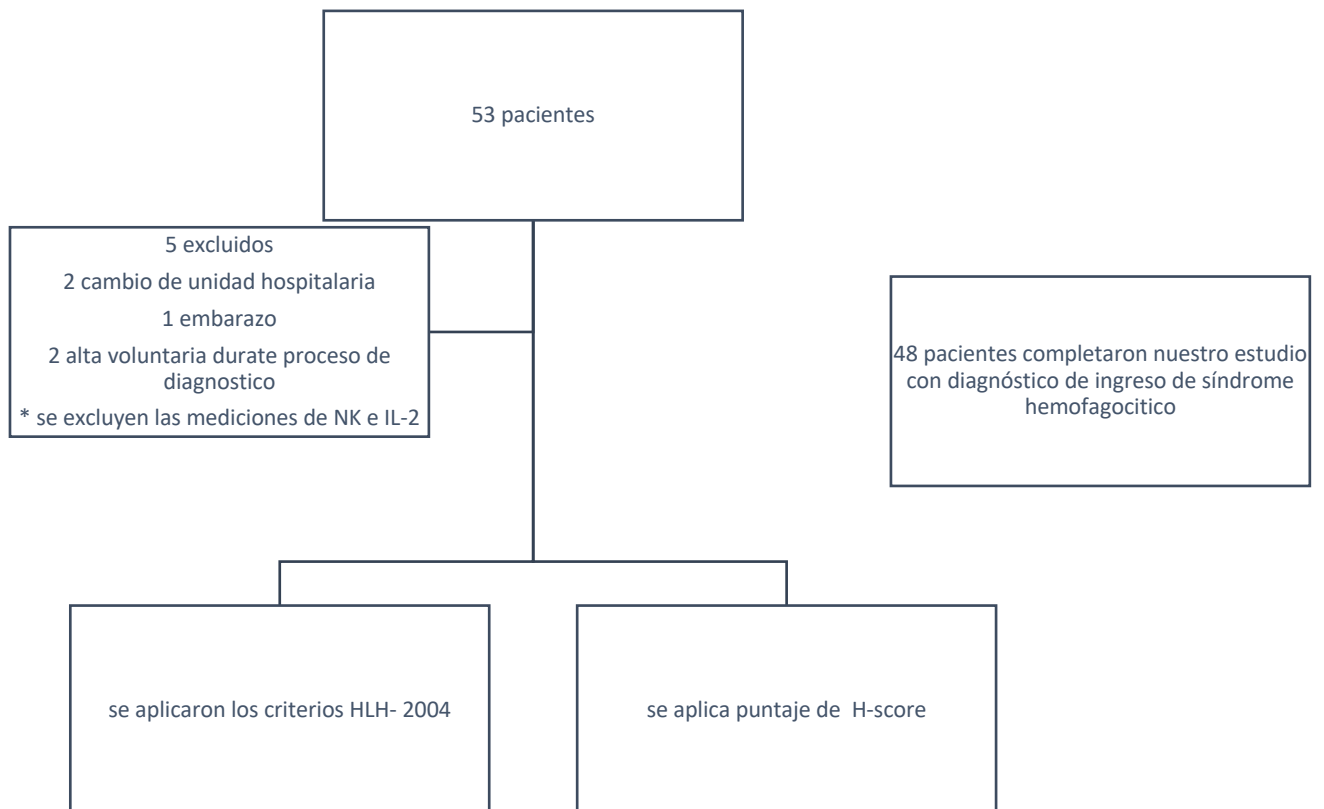 53 pacientes
5 excluidos
2 cambio de unidad hospitalaria
1 embarazo
2 alta voluntaria durate proceso de
diagnostico
* se excluyen las mediciones de NK e IL-2
48 pacientes completaron nuestro estudio
con diagnóstico de ingreso de síndrome
hemofagocitico
se aplicaron los criterios HLH- 2004
se aplica puntaje de H-score